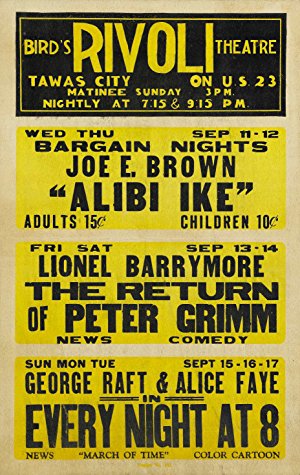 BIRD'S RIVOLI THEATRE
TAWAS CITY ON U.S. 23
MATINEE SUNDAY 3 P.M.
NIGHTLY AT 7:15 & 9:15 P.M.
WED THU SEP 11-12
BARGAIN NIGHTS
JOE E. BROWN
"ALIBI IKE"
ADULTS 15¢ CHILDREN 10¢
FRI SAT SEP 13-14
LIONEL BARRYMORE
THE RETURN
OF PETER GRIMM
NEWS COMEDY
SUN MON TUE SEPT 15-16-17
GEORGE RAFT & ALICE FAYE
IN
EVERY NIGHT AT 8
NEWS "MARCH OF TIME" COLOR CARTOON